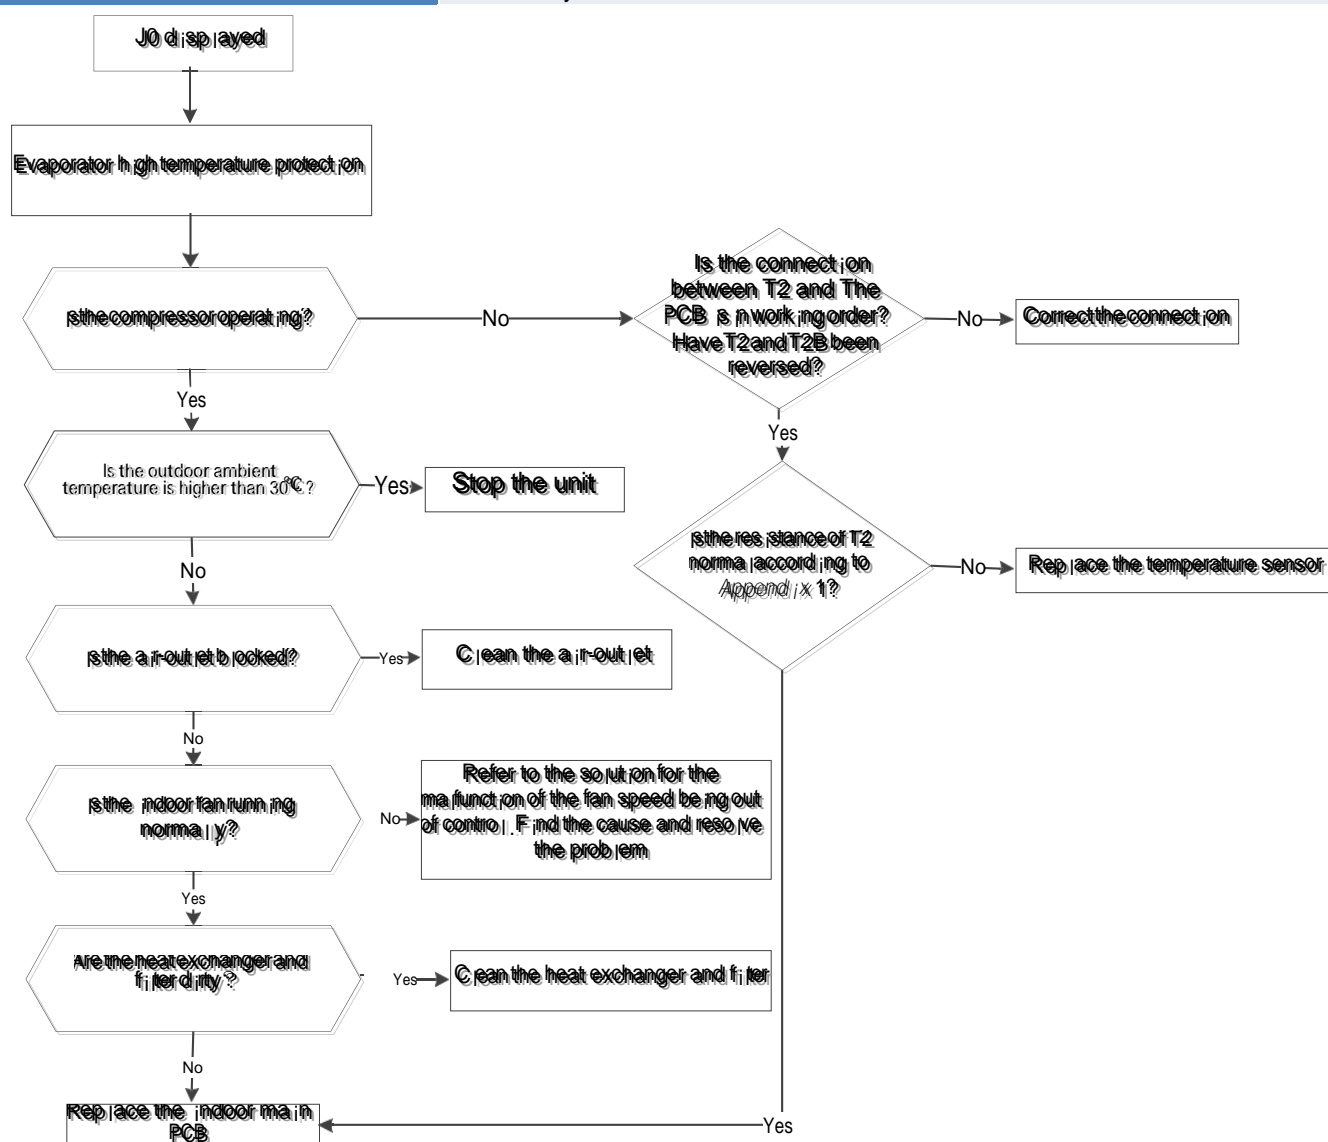 J0 displayed
Evaporator high temperature protection
Is the compressor operating?
No
Is the connection
between T2 and The
PCB is in working order?
Have T2 and T2B been
reversed?
No
Correct the connection
Yes
Yes
Is the outdoor ambient
temperature is higher than 30℃?
Yes
Stop the unit
No
Is the resistance of T2
normal according to
Appendix 1?
No
Replace the temperature sensor
Is the air-outlet blocked?
Yes
Clean the air-outlet
No
Is the indoor fan running
normally?
No
Refer to the solution for the
malfunction of the fan speed being out
of control. Find the cause and resolve
the problem
Yes
Are the heat exchanger and
filter dirty?
Yes
Clean the heat exchanger and filter
No
Replace the indoor main
PCB
Yes